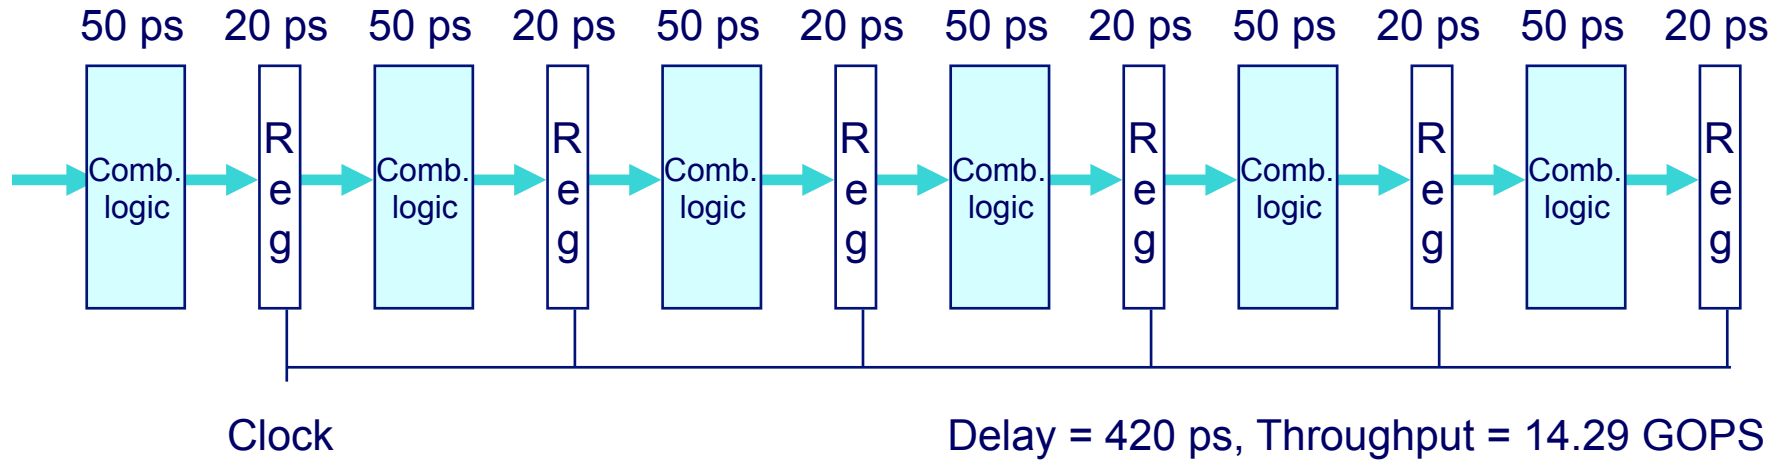 50 ps 20 ps 50 ps 20 ps 50 ps 20 ps 50 ps 20 ps 50 ps 20 ps 50 ps 20 ps
Comb.
logic
R
e
g
Comb.
logic
R
e
g
Comb.
logic
R
e
g
Comb.
logic
R
e
g
Comb.
logic
R
e
g
Comb.
logic
R
e
g
Clock
Delay = 420 ps, Throughput = 14.29 GOPS